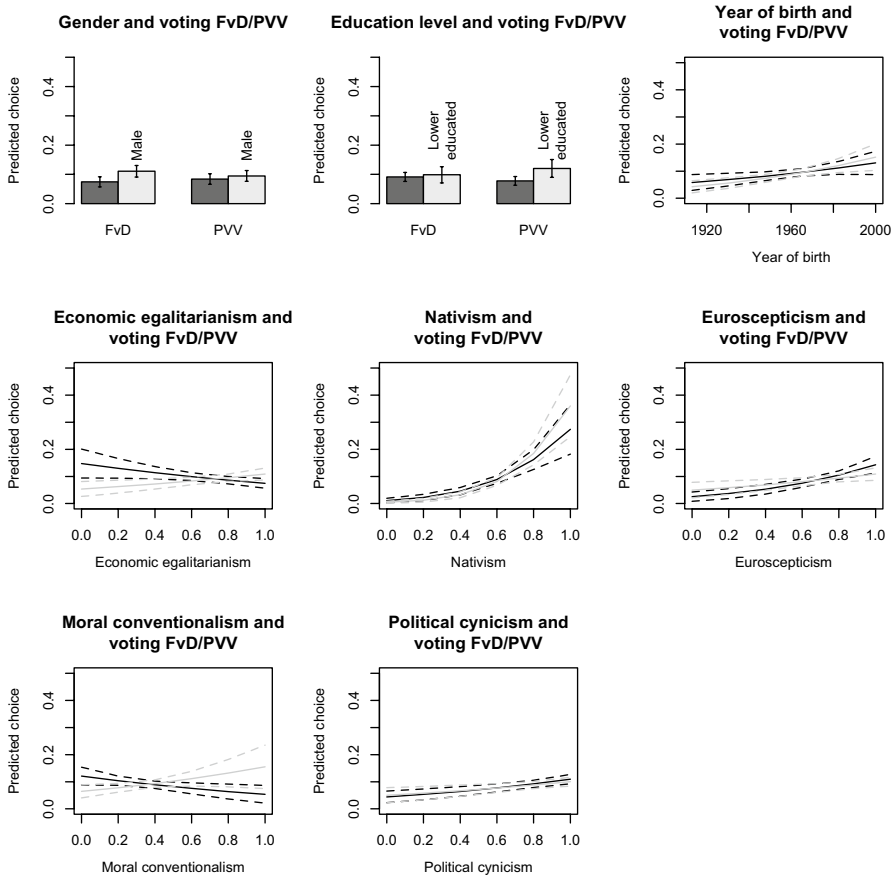 Gender and voting FvD/PVV
Predicted choice
0.0
0.2
0.4
Male
Male
FvD
PVV
Education level and voting FvD/PVV
Predicted choice
0.0
0.2
0.4
Lower
educated
Lower
educated
FvD
PVV
Year of birth and
voting FvD/PVV
Predicted choice
0.0
0.2
0.4
1920
1960
2000
Year of birth
Economic egalitarianism and
voting FvD/PVV
Predicted choice
0.0
0.2
0.4
0.0 0.2 0.4 0.6 0.8 1.0
Economic egalitarianism
Nativism and
voting FvD/PVV
Predicted choice
0.0
0.2
0.4
0.0 0.2 0.4 0.6 0.8 1.0
Nativism
Euroscepticism and
voting FvD/PVV
Predicted choice
0.0
0.2
0.4
0.0 0.2 0.4 0.6 0.8 1.0
Euroscepticism
Moral conventionalism and
voting FvD/PVV
Predicted choice
0.0
0.2
0.4
0.0 0.2 0.4 0.6 0.8 1.0
Moral conventionalism
Political cynicism and
voting FvD/PVV
Predicted choice
0.0
0.2
0.4
0.0 0.2 0.4 0.6 0.8 1.0
Political cynicism